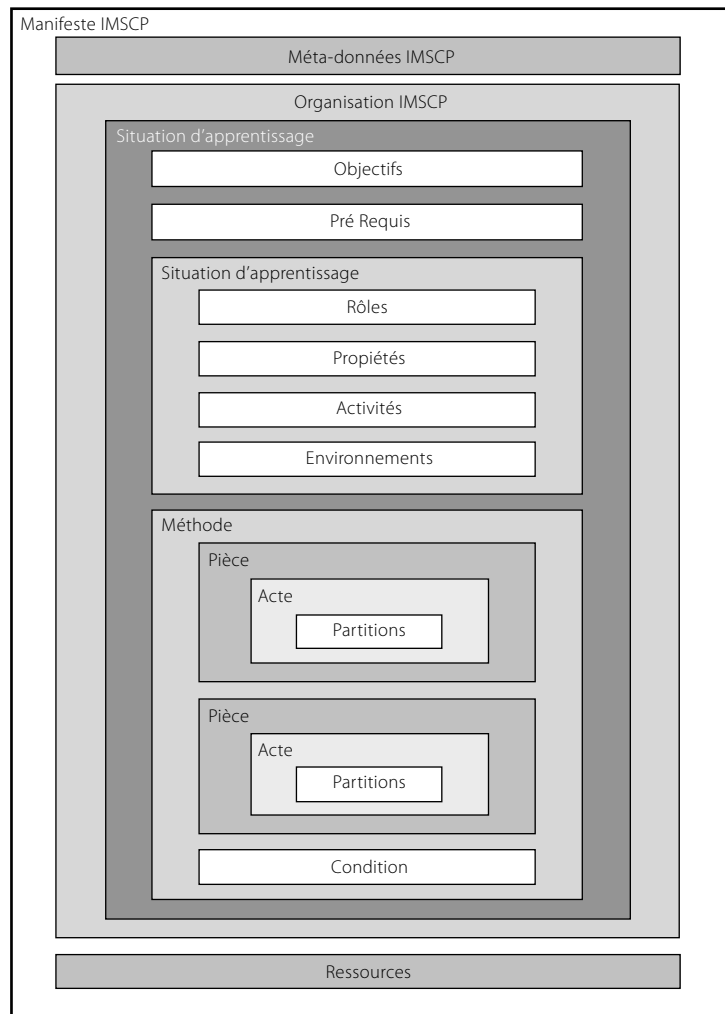 Manifeste IMSCP
Méta-données IMSCP
Organisation IMSCP
Situation d'apprentissage
Objectifs
Pré Requis
Situation d'apprentissage
Rôles
Propiétés
Activités
Environnements
Méthode
Pièce
Acte
Partitions
Pièce
Acte
Partitions
Condition
Ressources